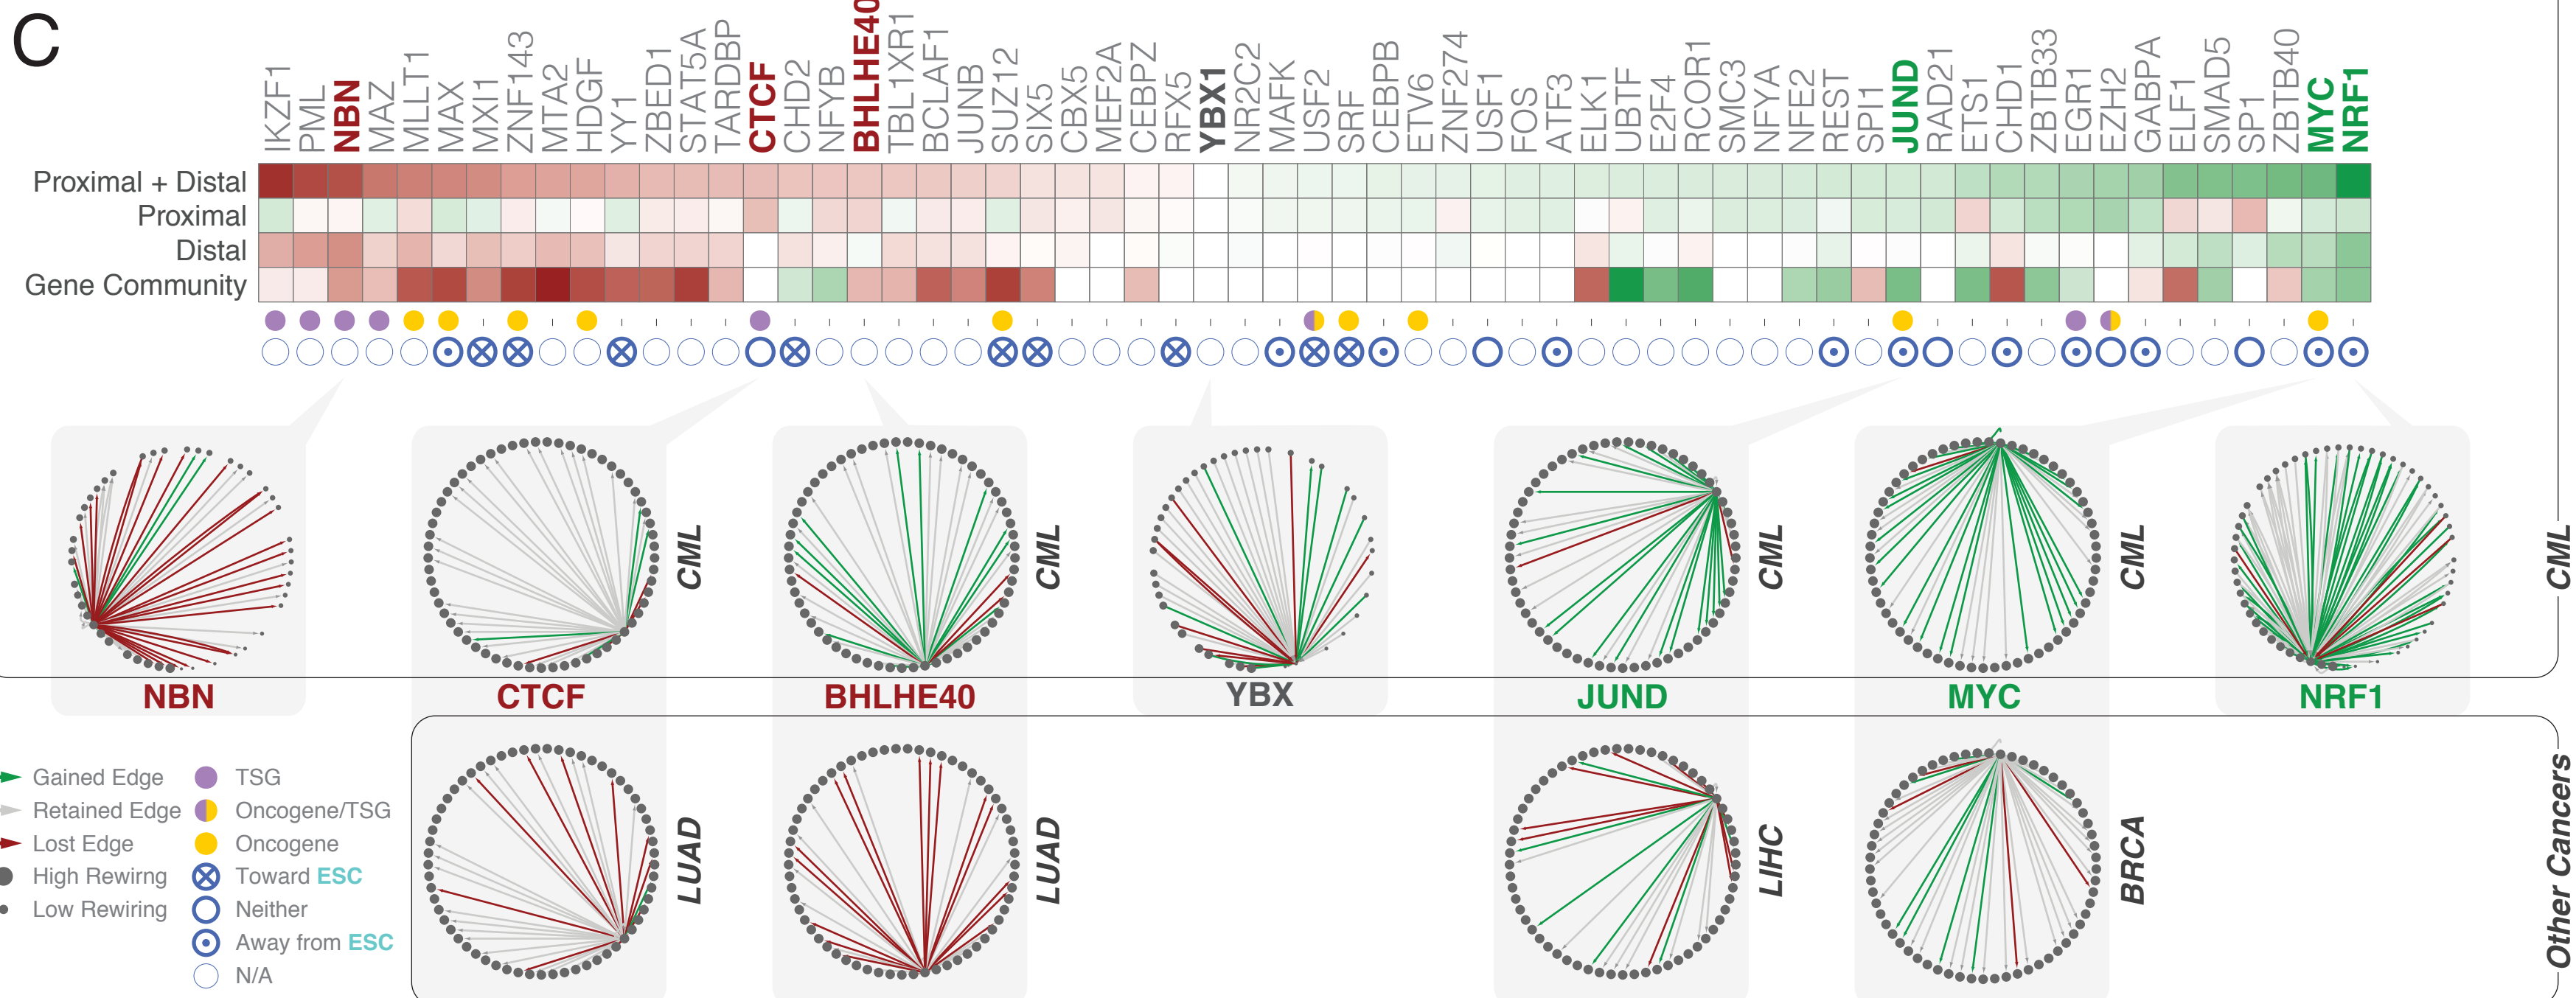 C
IKZF1 PML NBN MAZ MLLT1 MAX MXI1 ZNF143 MTA2 HDGF YY1 ZBED1 STAT5A TARDBP CTCF CHD2 NFYB BHLHE40 TBL1XR1 BCLAF1 JUNB SUZ12 SIX5 CBX5 MEF2A CEBPZ RFX5 YBX1 NR2C2 MAFK USF2 SRF CEBPB ETV6 ZNF274 USF1 FOS ATF3 ELK1 UBTF E2F4 RCOR1 SMC3 NFYA NFE2 REST SPI1 JUND RAD21 ETS1 CHD1 ZBTB33 EGR1 EZH2 GABPA ELF1 SMAD5 SP1 ZBTB40 MYC NRF1
Proximal + Distal
Proximal
Distal
Gene Community
CML CML CML CML CML
NBN CTCF BHLHE40 YBX JUND MYC NRF1
Gained Edge TSG
Retained Edge Oncogene/TSG
Lost Edge Oncogene
High Rewirng Toward ESC
Low Rewiring Neither
Away from ESC
N/A
LUAD LUAD LIHC BRCA Other Cancers